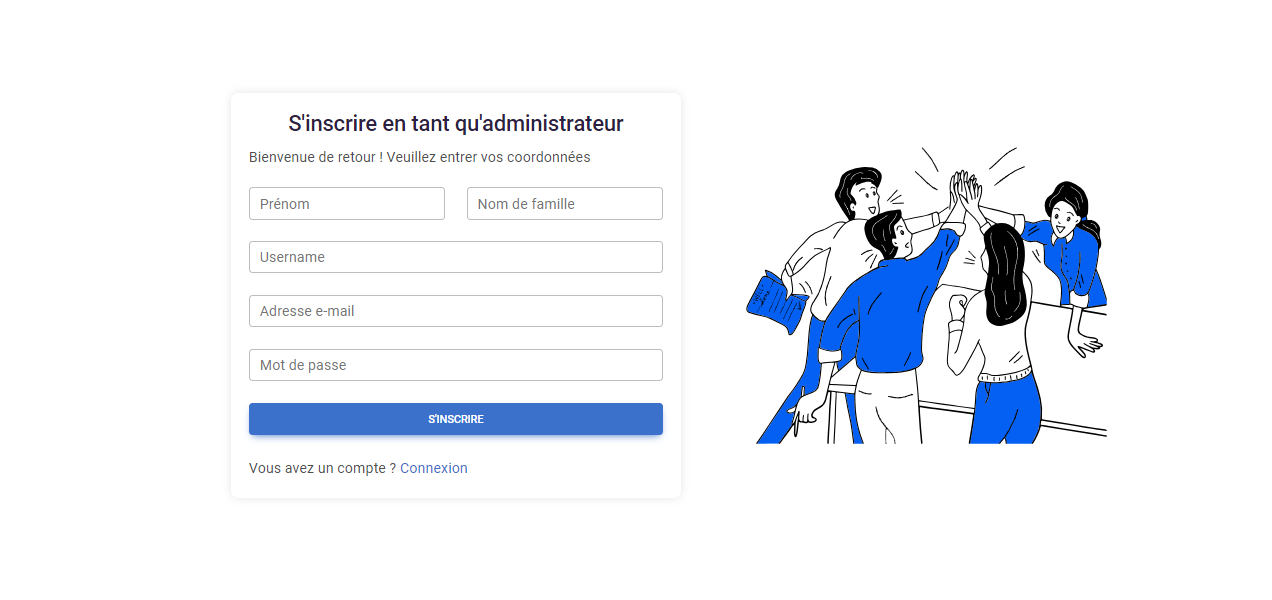 S'inscrire en tant qu'administrateur
Bienvenue de retour ! Veuillez entrer vos coordonnées
Prénom
Nom de famille
Username
Adresse e-mail
Mot de passe
S'INSCRIRE
Vous avez un compte ? Connexion